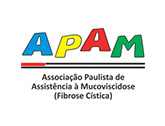 APAM
Associação Paulista de
Assistência à Mucoviscidose
(Fibrose Cística)